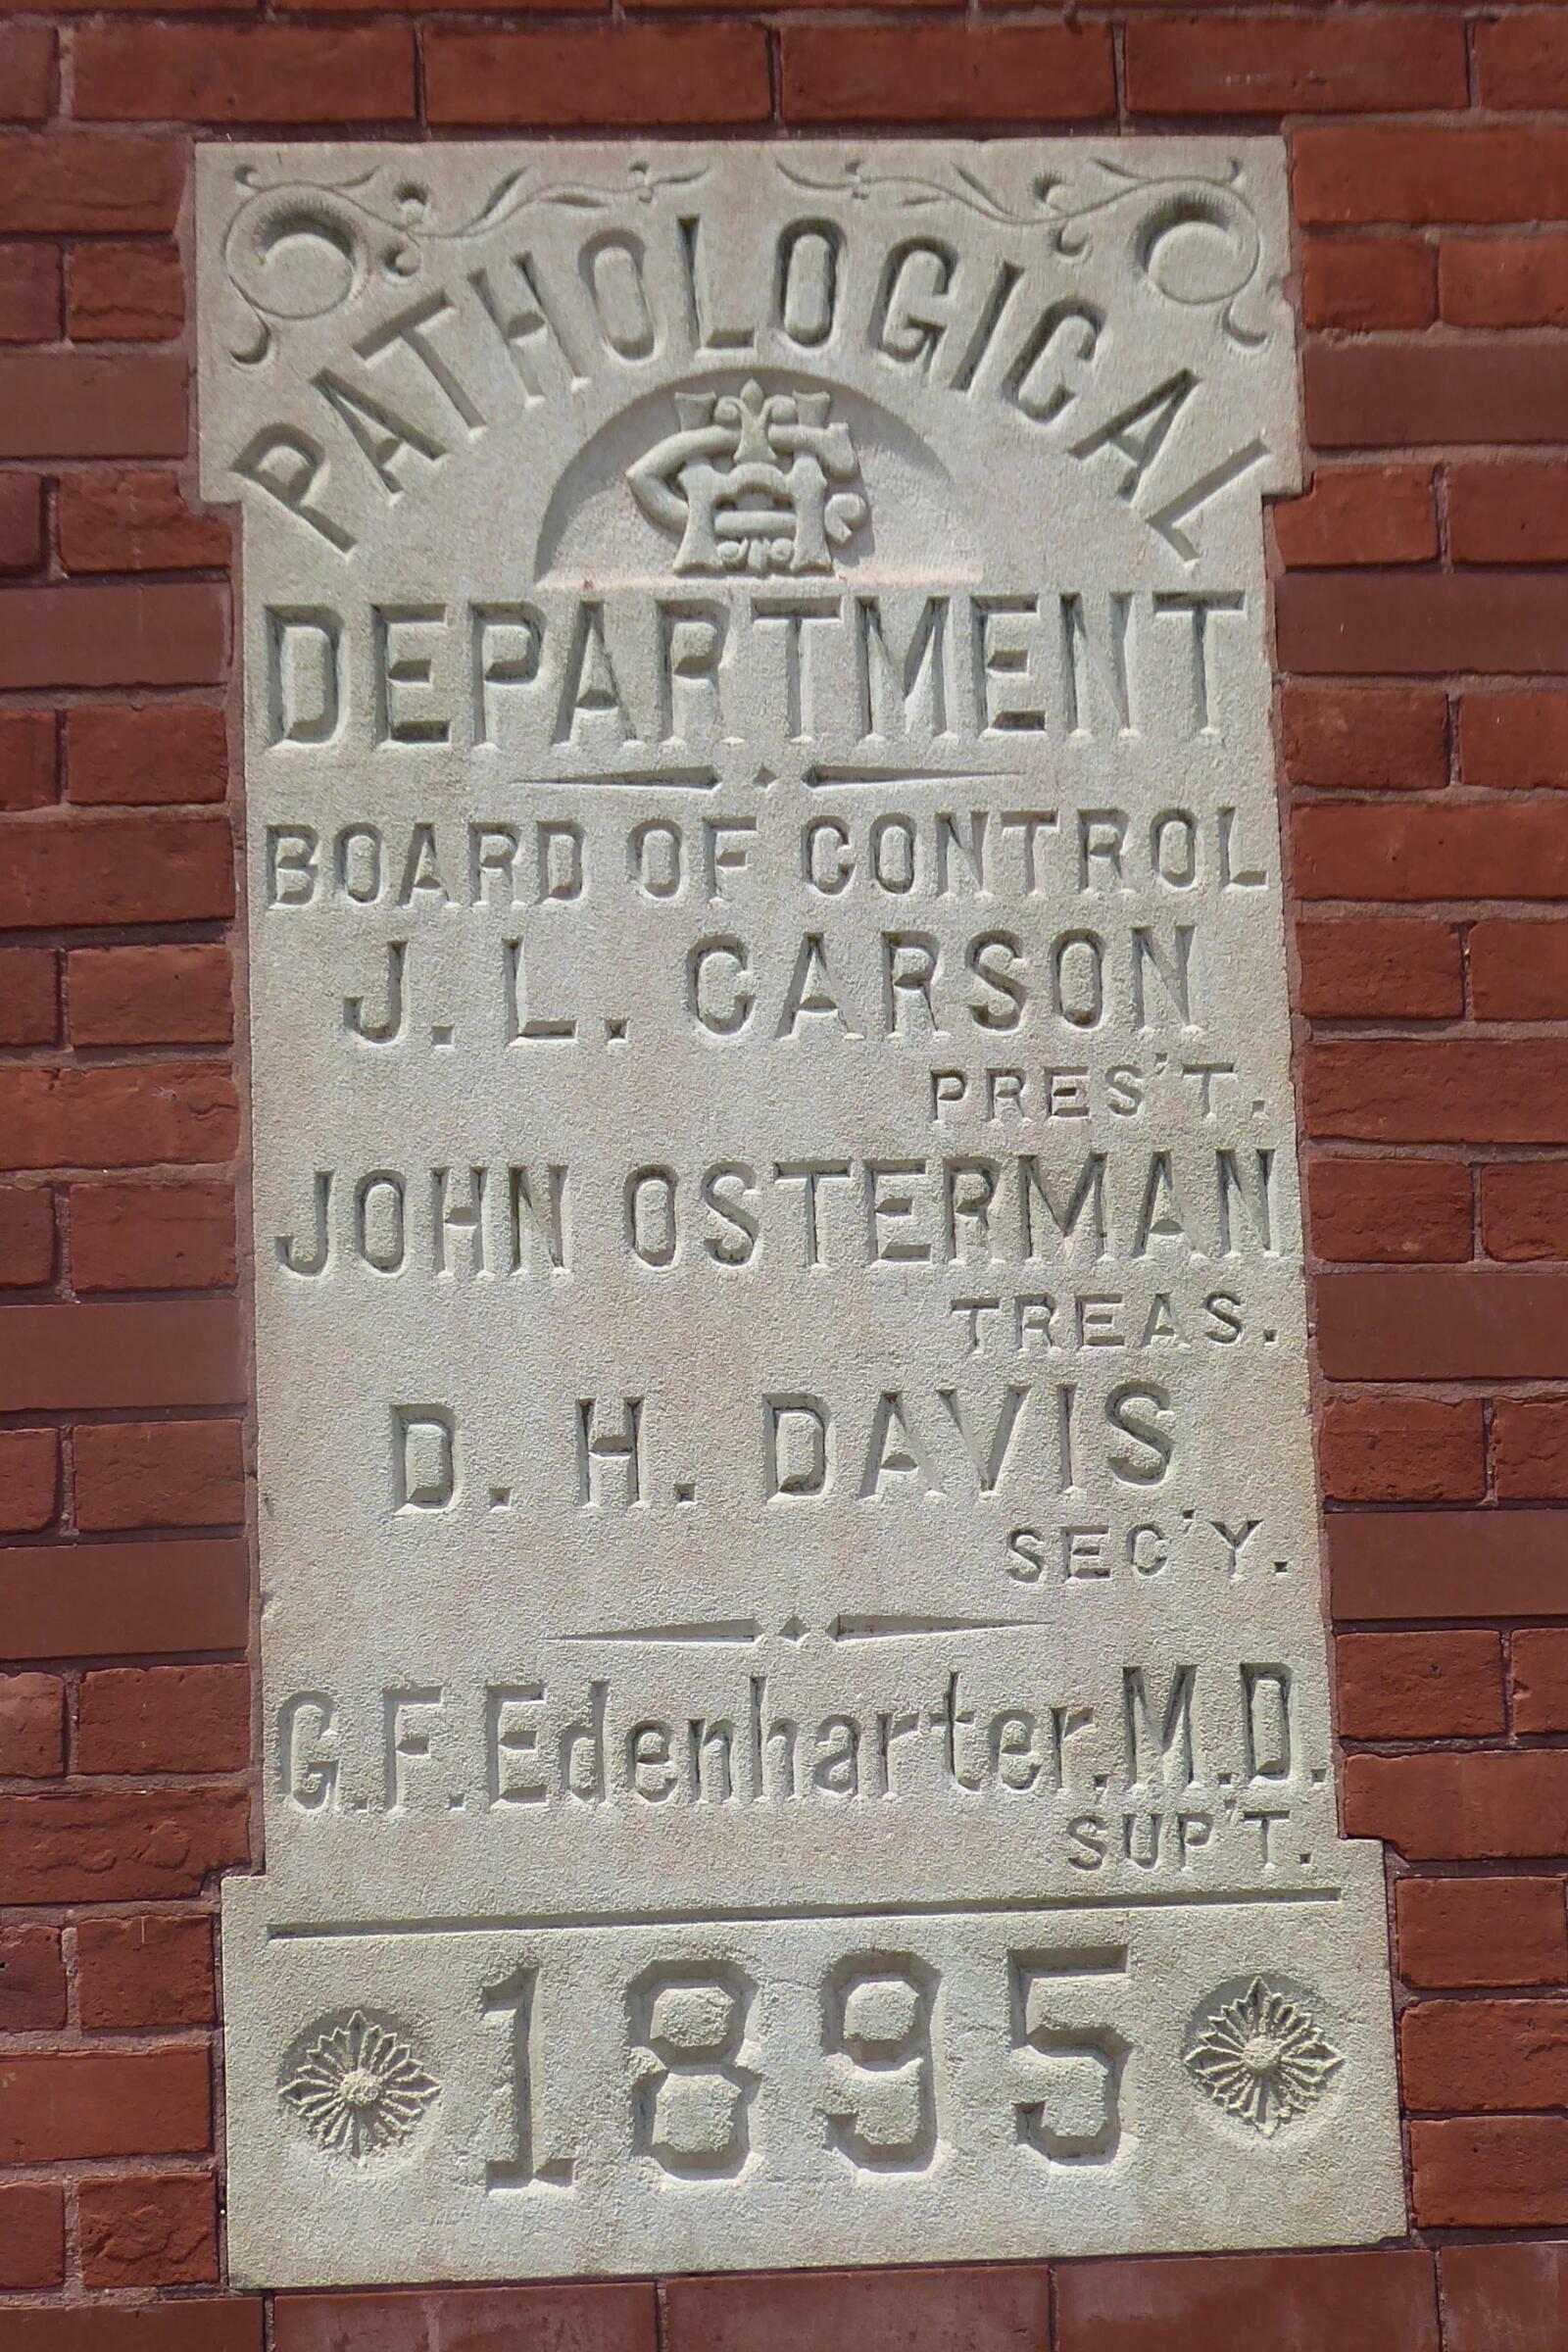 PATHOLOGICAL
DEPARTMENT
BOARD OF CONTROL
J. L. CARSON
PRES'T.
JOHN OSTERMAN
TREAS.
D. H. DAVIS
SEC'Y.
G.F.Edenharter, M.D.
SUP'T.
1895